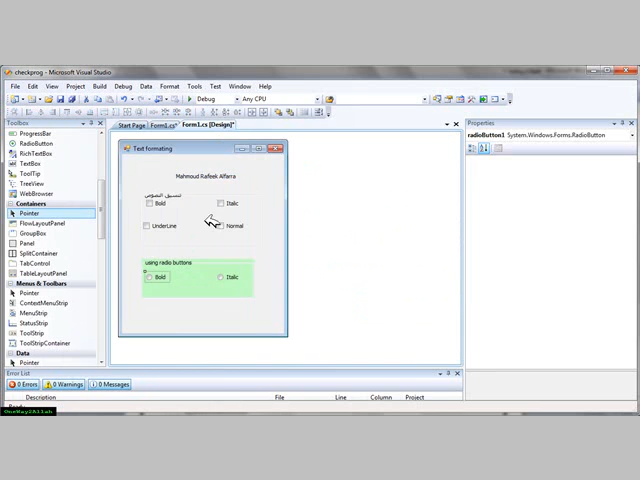 checkprog - Microsoft Visual Studio
File Edit View Project Build Debug Data Format Tools Test Window Help
Debug Any CPU
Toolbox
Start Page Form1.cs* Form1.cs [Design]*
Properties
ProgressBar
RadioButton
RichTextBox
TextBox
ToolTip
TreeView
WebBrowser
Containers
Pointer
FlowLayoutPanel
GroupBox
Panel
SplitContainer
TabControl
TableLayoutPanel
Menus & Toolbars
Pointer
ContextMenuStrip
MenuStrip
StatusStrip
ToolStrip
ToolStripContainer
Data
Pointer
Text formating
Mahmoud Rafeek Alfarra
تنسيق النصوص
Bold Italic
UnderLine Normal
using radio buttons
Bold Italic
radioButton1 System.Windows.Forms.RadioButton
Error List
0 Errors 0 Warnings 0 Messages
Description File Line Column Project
OneWay2Allah